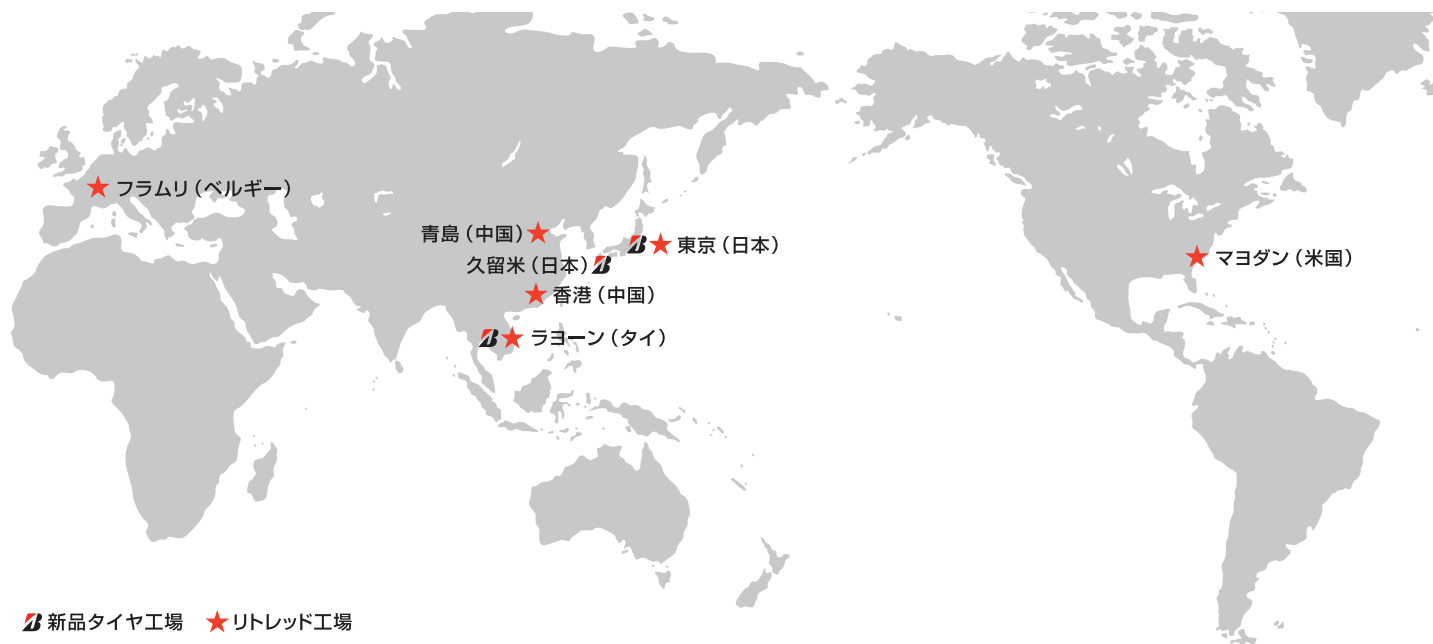 フラムリ（ベルギー）
青島（中国）
東京（日本）
久留米（日本）
マヨダン（米国）
香港（中国）
ラヨーン（タイ）
新品タイヤ工場 リトレッド工場